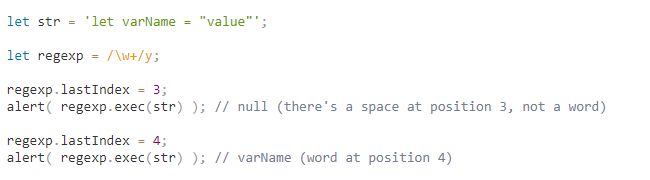 let str = 'let varName = "value"';
let regexp = /\w+/y;
regexp.lastIndex = 3;
alert( regexp.exec(str) ); // null (there's a space at position 3, not a word)
regexp.lastIndex = 4;
alert( regexp.exec(str) ); // varName (word at position 4)